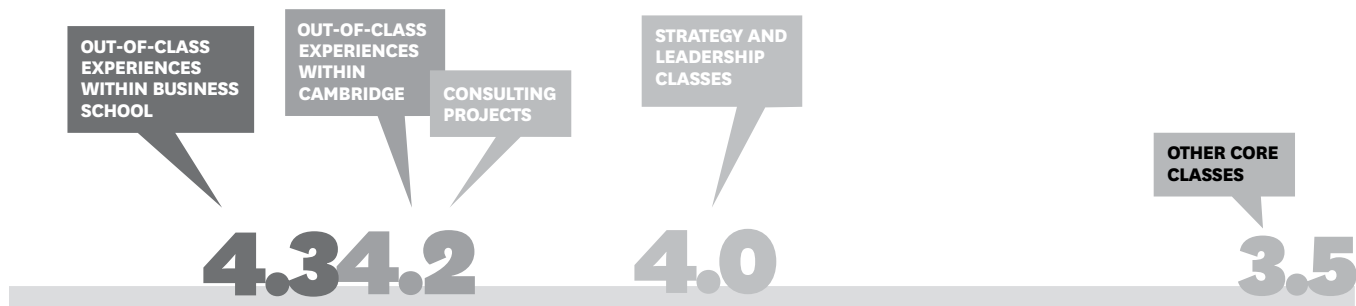 OUT-OF-CLASS
EXPERIENCES
WITHIN BUSINESS
SCHOOL
OUT-OF-CLASS
EXPERIENCES
WITHIN
CAMBRIDGE
CONSULTING
PROJECTS
STRATEGY AND
LEADERSHIP
CLASSES
OTHER CORE
CLASSES
4.3
4.2
4.0
3.5